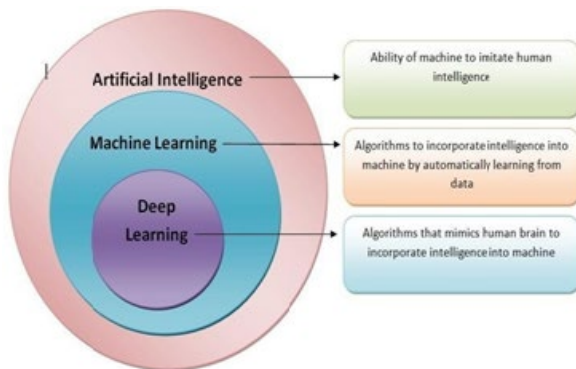 Artificial Intelligence
Ability of machine to imitate human
intelligence
Machine Learning
Algorithms to incorporate intelligence into
machine by automatically learning from
data
Deep
Learning
Algorithms that mimics human brain to
incorporate intelligence into machine